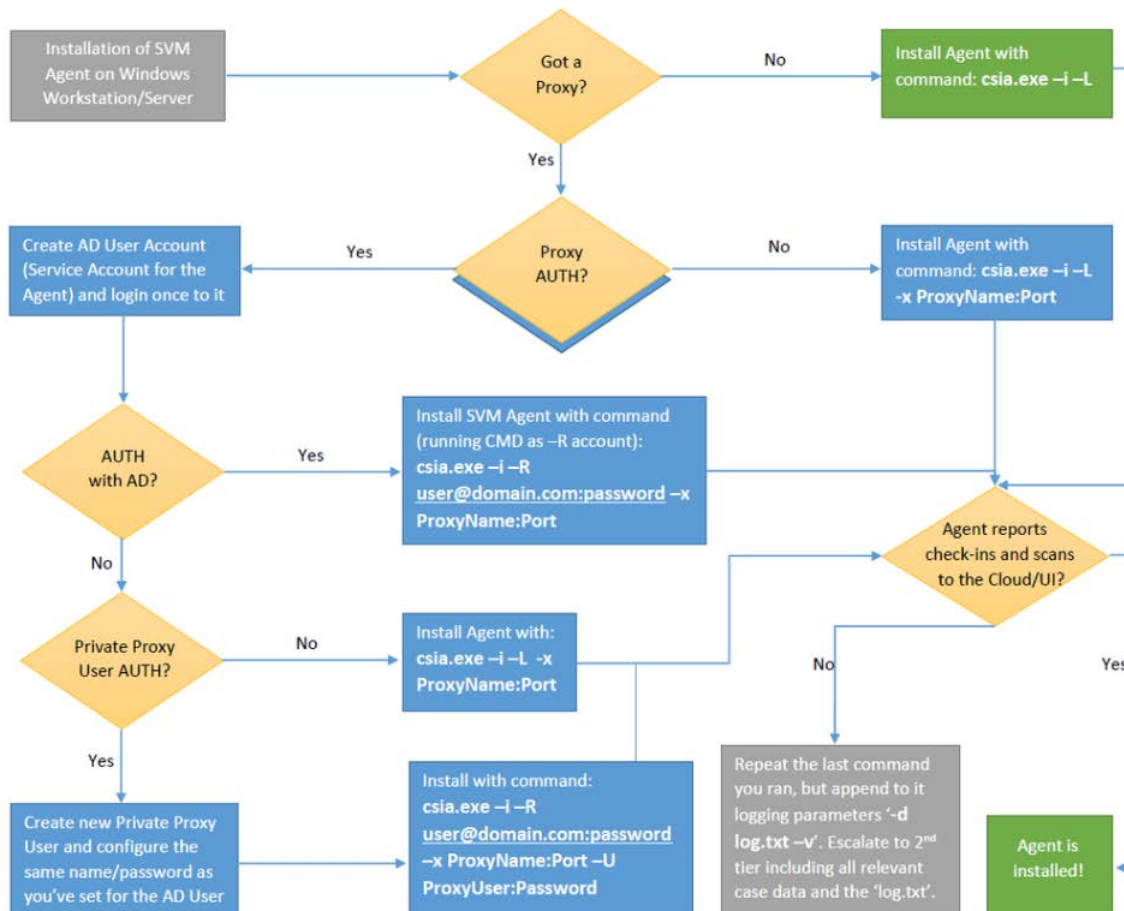 Installation of SVM
Agent on Windows
Workstation/Server
Got a
Proxy?
No
Install Agent with
command: csia.exe –i –L
Yes
Create AD User Account
(Service Account for the
Agent) and login once to it
Yes
Proxy
AUTH?
No
Install Agent with
command: csia.exe –i –L
-x ProxyName:Port
AUTH
with AD?
Yes
Install SVM Agent with command
(running CMD as –R account):
csia.exe –i –R
user@domain.com:password –x
ProxyName:Port
Agent reports
check-ins and scans
to the Cloud/UI?
No
Private Proxy
User AUTH?
No
Install Agent with:
csia.exe –i –L -x
ProxyName:Port
No
Yes
Yes
Create new Private Proxy
User and configure the
same name/password as
you've set for the AD User
Install with command:
csia.exe –i –R
user@domain.com:password
–x ProxyName:Port –U
ProxyUser:Password
Repeat the last command
you ran, but append to it
logging parameters ‘-d
log.txt –v’. Escalate to 2nd
tier including all relevant
case data and the ‘log.txt’.
Agent is
installed!